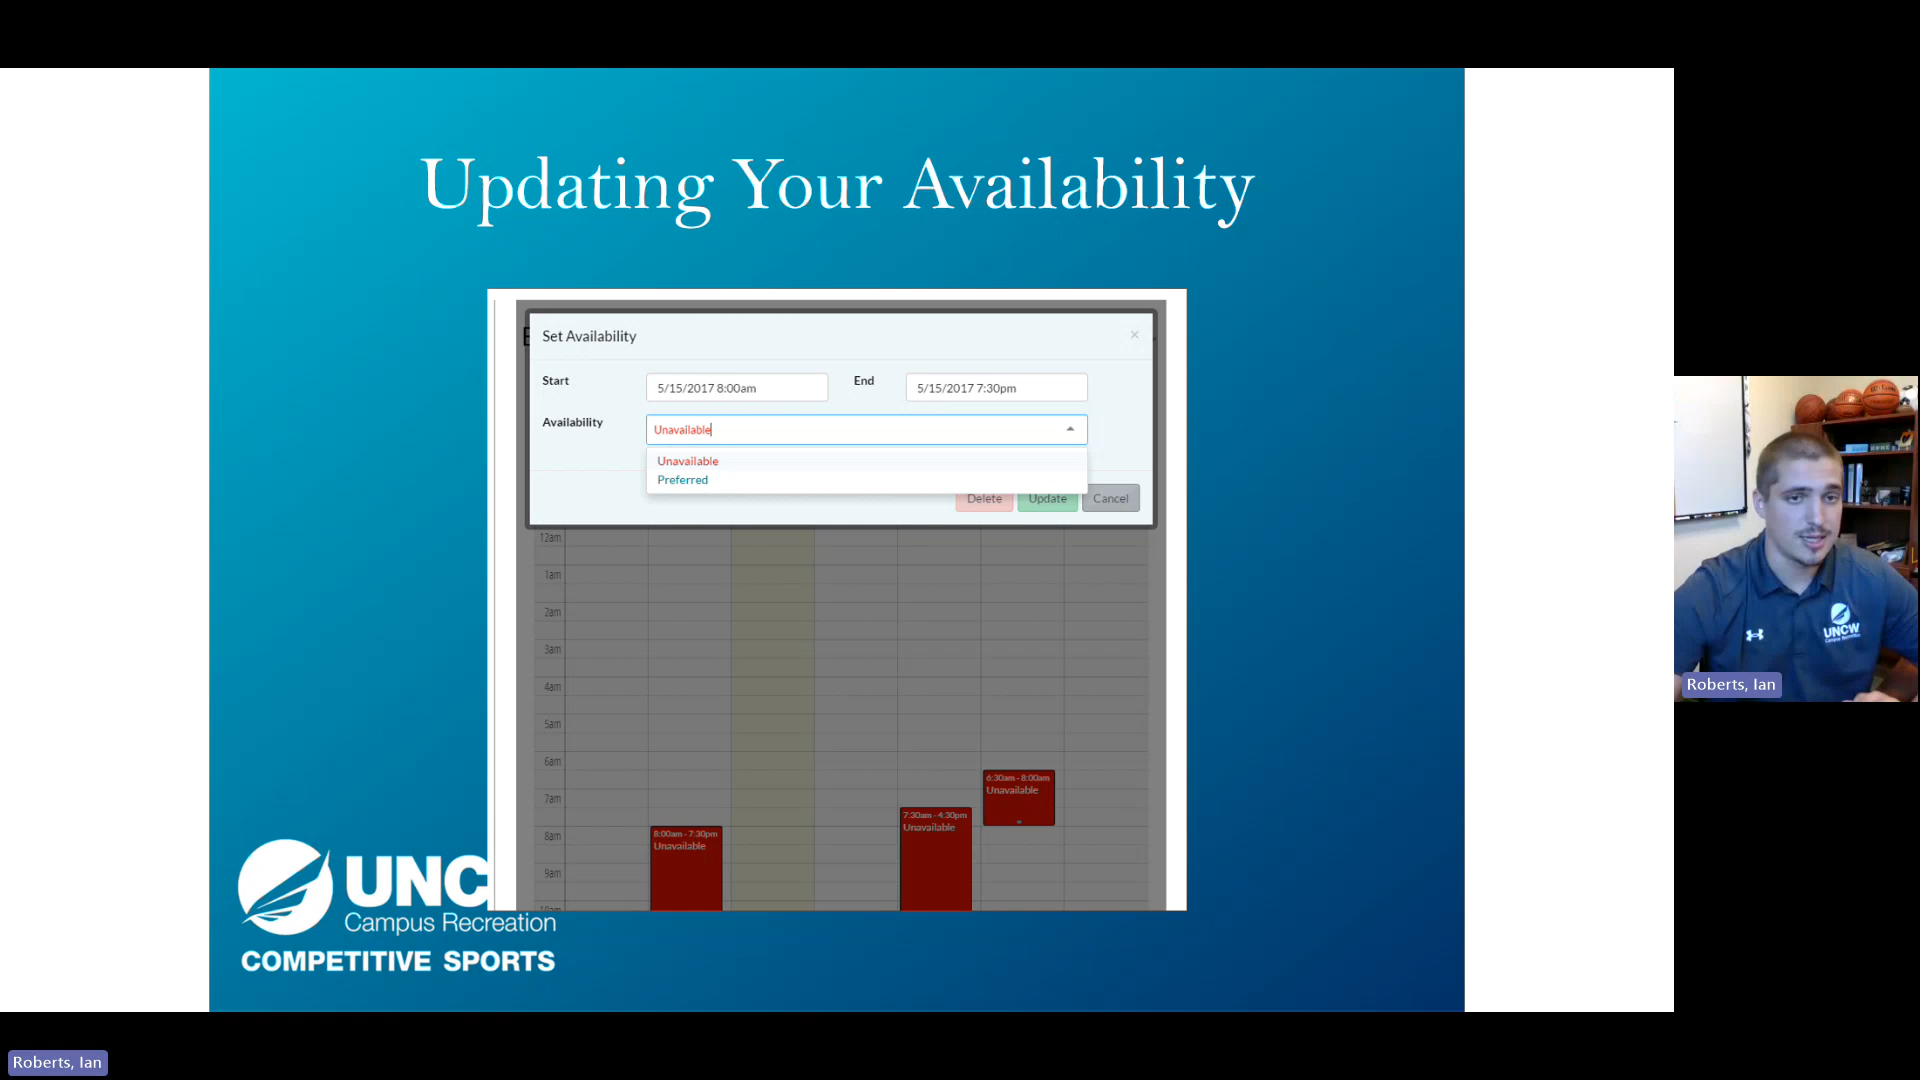 Updating Your Availability
Set Availability
×
Start
5/15/2017 8:00am
End
5/15/2017 7:30pm
Availability
Unavailable
Unavailable
Preferred
Delete
Update
Cancel
12am
1am
2am
3am
4am
5am
6am
7am
8am
9am
10am
6:30am - 8:00am
Unavailable
7:30am - 4:30pm
Unavailable
8:00am - 7:30pm
Unavailable
UNC
Campus Recreation
COMPETITIVE SPORTS
UNCW
Campus Recreation
Roberts, Ian
Roberts, Ian